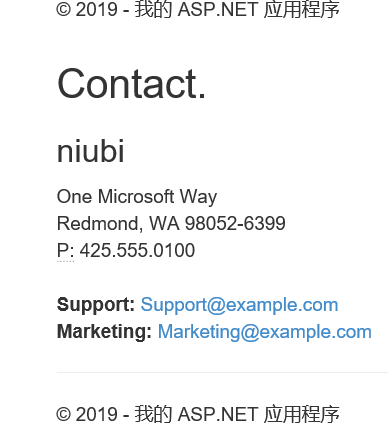 © 2019 - 我的 ASP.NET 应用程序
Contact.
niubi
One Microsoft Way
Redmond, WA 98052-6399
P: 425.555.0100
Support: Support@example.com
Marketing: Marketing@example.com
© 2019 - 我的 ASP.NET 应用程序